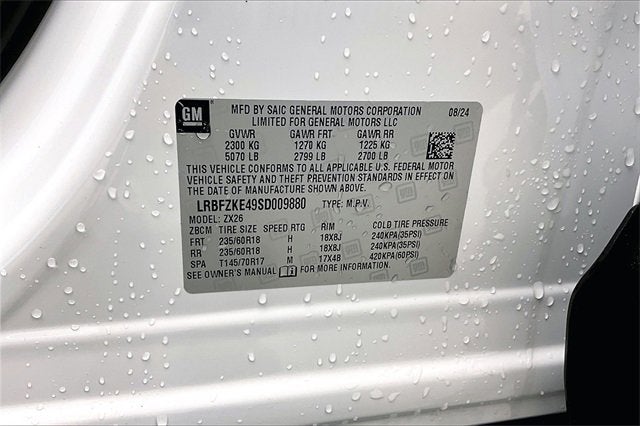 GM
MFD BY SAIC GENERAL MOTORS CORPORATION 08/24
LIMITED FOR GENERAL MOTORS LLC
GVWR GAWR FRT GAWR RR
2300 KG 1270 KG 1225 KG
5070 LB 2799 LB 2700 LB
THIS VEHICLE CONFORMS TO ALL APPLICABLE U.S. FEDERAL MOTOR
VEHICLE SAFETY AND THEFT PREVENTION STANDARDS IN EFFECT ON
THE DATE OF MANUFACTURE SHOWN ABOVE.
LRBFZKE49SD009880 TYPE: M.P.V.
MODEL: ZX26
ZBCM TIRE SIZE SPEED RTG RIM COLD TIRE PRESSURE
FRT 235/60R18 H 18X8J 240KPA(35PSI)
RR 235/60R18 H 18X8J 240KPA(35PSI)
SPA T145/70R17 M 17X4B 420KPA(60PSI)
SEE OWNER'S MANUAL FOR MORE INFORMATION.